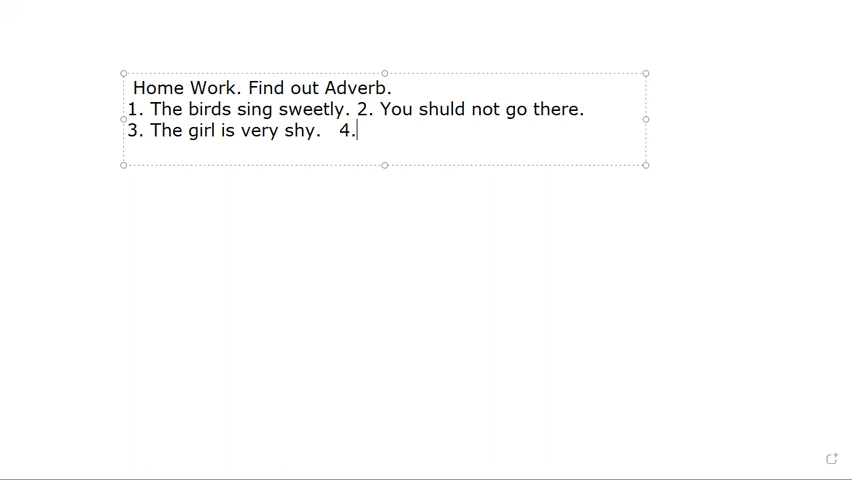 Home Work. Find out Adverb.
1. The birds sing sweetly. 2. You shuld not go there.
3. The girl is very shy. 4.